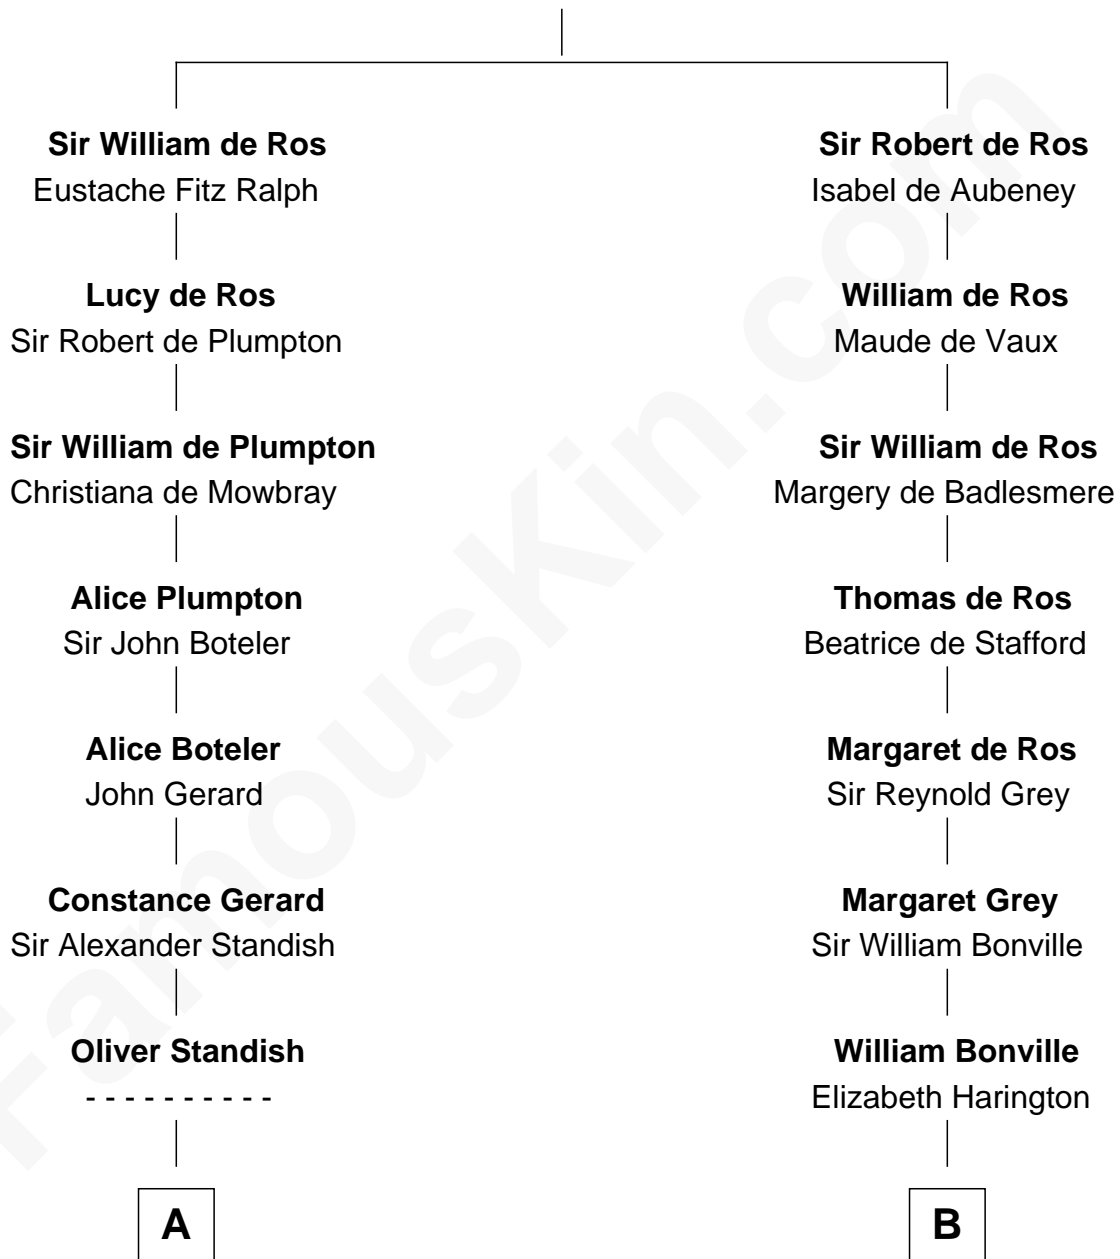 Sir William de Ros
Eustache Fitz Ralph
Lucy de Ros
Sir Robert de Plumpton
Sir William de Plumpton
Christiana de Mowbray
Alice Plumpton
Sir John Boteler
Alice Boteler
John Gerard
Constance Gerard
Sir Alexander Standish
Oliver Standish
- - - - - - - - - -
A
Sir Robert de Ros
Isabel de Aubeney
William de Ros
Maude de Vaux
Sir William de Ros
Margery de Badlesmere
Thomas de Ros
Beatrice de Stafford
Margaret de Ros
Sir Reynold Grey
Margaret Grey
Sir William Bonville
William Bonville
Elizabeth Harington
B
FamousKin.com